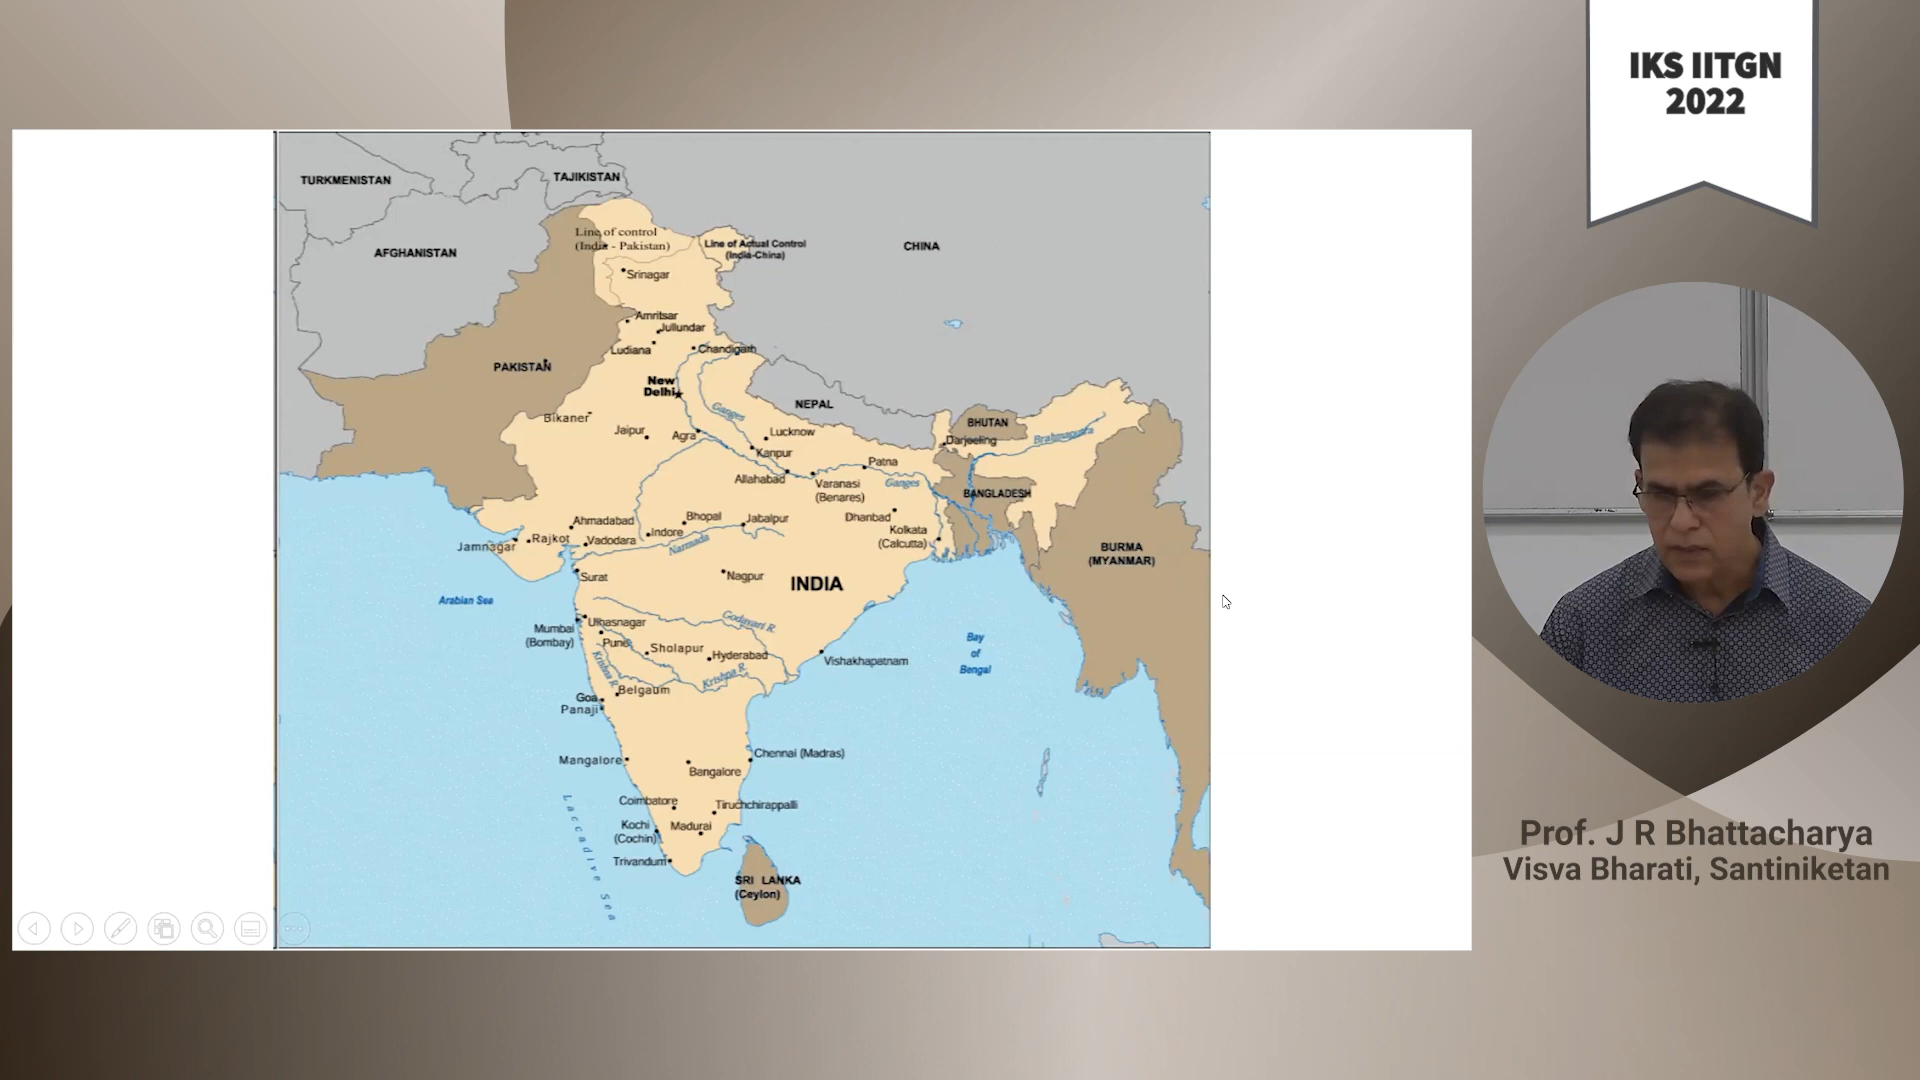 IKS IITGN
2022
TURKMENISTAN
TAJIKISTAN
AFGHANISTAN
CHINA
Line of control
(India - Pakistan)
Line of Actual Control
(India-China)
Srinagar
Amritsar
Jullundar
Ludiana
Chandigarh
PAKISTAN
New
Delhi
NEPAL
Ganges
Bikaner
Jaipur
Agra
Lucknow
Kanpur
BHUTAN
Darjeeling
Brahmaputra
Allahabad
Patna
Varanasi
(Benares)
Ganges
BANGLADESH
Ahmadabad
Bhopal
Jabalpur
Dhanbad
Kolkata
(Calcutta)
Jamnagar
Rajkot
Vadodara
Indore
Narmada
BURMA
(MYANMAR)
Surat
Nagpur
INDIA
Arabian Sea
Mumbai
(Bombay)
Ulhasnagar
Pune
Godavari R.
Sholapur
Hyderabad
Krishna R.
Krishna R.
Vishakhapatnam
Bay
of
Bengal
Goa
Panaji
Belgaum
Mangalore
Bangalore
Chennai (Madras)
Coimbatore
Tiruchchirappalli
Kochi
(Cochin)
Madurai
Trivandum
Laccadive Sea
SRI LANKA
(Ceylon)
Prof. J R Bhattacharya
Visva Bharati, Santiniketan